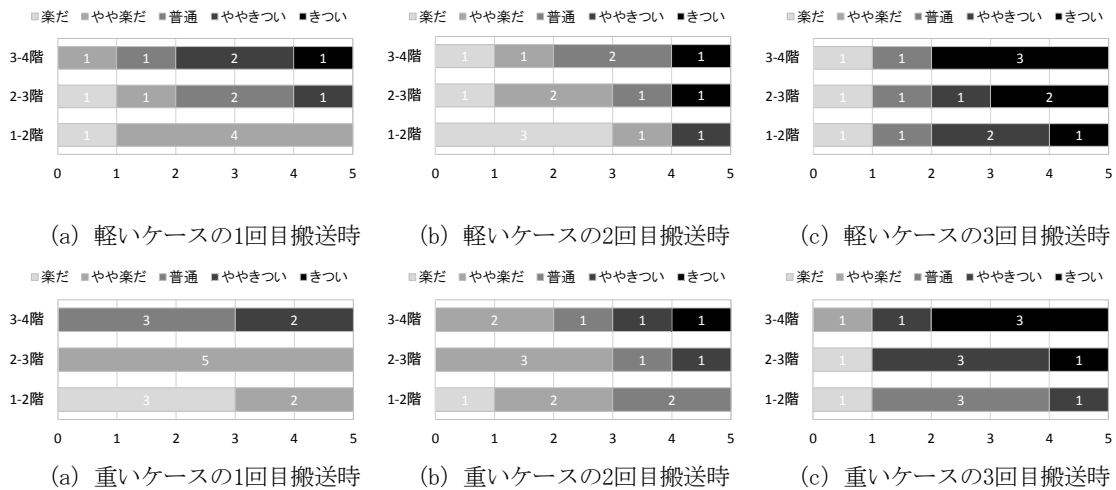 楽だ やや楽だ 普通 ややきつい きつい
3-4階 1 1 2 1
2-3階 1 1 2 1
1-2階 1 4
0 1 2 3 4 5
(a) 軽いケースの1回目搬送時
楽だ やや楽だ 普通 ややきつい きつい
3-4階 1 1 2 1
2-3階 1 2 1 1
1-2階 3 1 1
0 1 2 3 4 5
(b) 軽いケースの2回目搬送時
楽だ やや楽だ 普通 ややきつい きつい
3-4階 1 1 3
2-3階 1 1 1 2
1-2階 1 1 2 1
0 1 2 3 4 5
(c) 軽いケースの3回目搬送時
楽だ やや楽だ 普通 ややきつい きつい
3-4階 3 2
2-3階 5
1-2階 3 2
0 1 2 3 4 5
(a) 重いケースの1回目搬送時
楽だ やや楽だ 普通 ややきつい きつい
3-4階 2 1 1 1
2-3階 3 1 1
1-2階 1 2 2
0 1 2 3 4 5
(b) 重いケースの2回目搬送時
楽だ やや楽だ 普通 ややきつい きつい
3-4階 1 1 3
2-3階 1 3 1
1-2階 1 3 1
0 1 2 3 4 5
(c) 重いケースの3回目搬送時